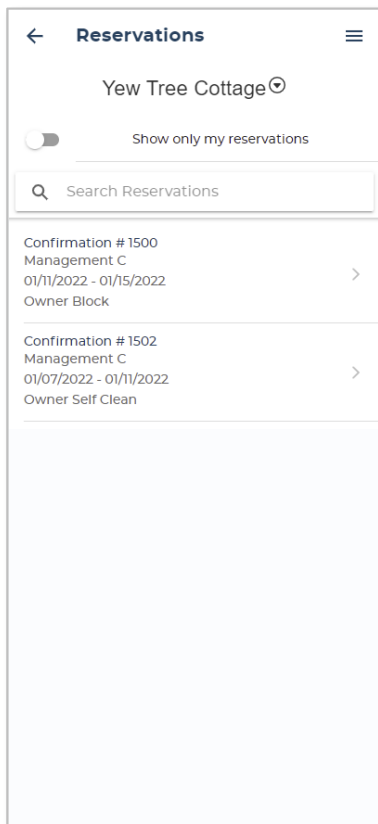 Reservations
Yew Tree Cottage
Show only my reservations
Search Reservations
Confirmation # 1500
Management C
01/11/2022 - 01/15/2022
Owner Block
Confirmation # 1502
Management C
01/07/2022 - 01/11/2022
Owner Self Clean